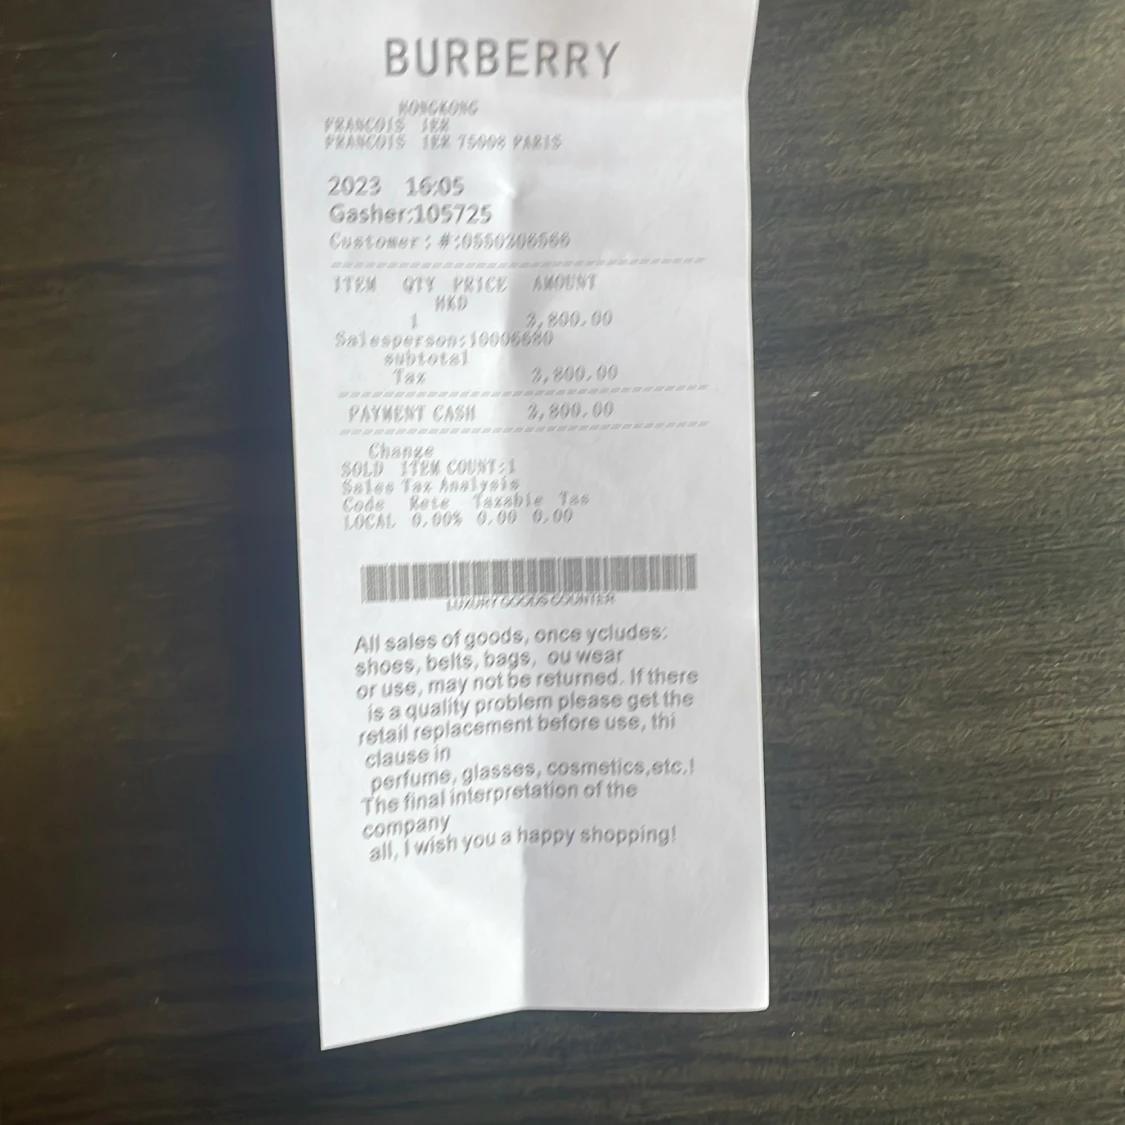 BURBERRY
HONGKONG
FRANCOIS 1ER
FRANCOIS 1ER 75008 PARIS
2023 16:05
Gasher:105725
Customer: #:0550206566
ITEM QTY PRICE AMOUNT
HKD
1 3,800.00
Salesperson:10006680
subtotal
Tax 3,800.00
PAYMENT CASH 3,800.00
Change
SOLD ITEM COUNT:1
Sales Tax Analysis
Code Rete Taxable Tas
LOCAL 0.00% 0.00 0.00
LUXURY GOODS COUNTER
All sales of goods, once ycludes:
shoes, belts, bags, ou wear
or use, may not be returned. If there
is a quality problem please get the
retail replacement before use, thi
clause in
perfume, glasses, cosmetics,etc.!
The final interpretation of the
company
all, I wish you a happy shopping!